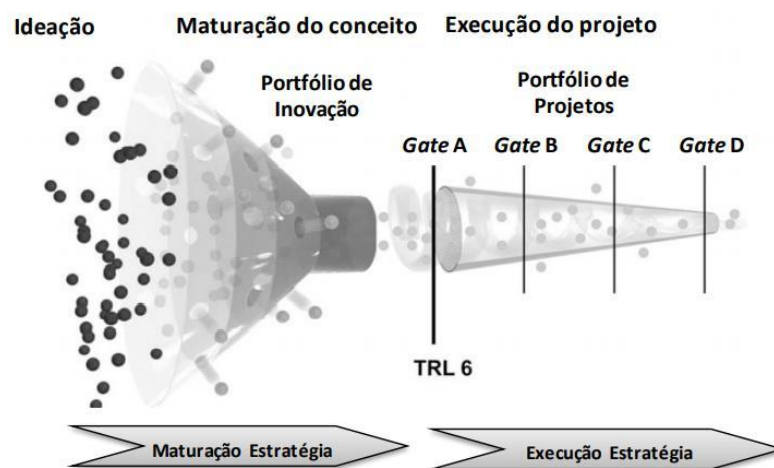 Ideação
Maturação do conceito
Execução do projeto
Portfólio de
Inovação
Portfólio de
Projetos
Gate A
Gate B
Gate C
Gate D
TRL 6
Maturação Estratégia
Execução Estratégia